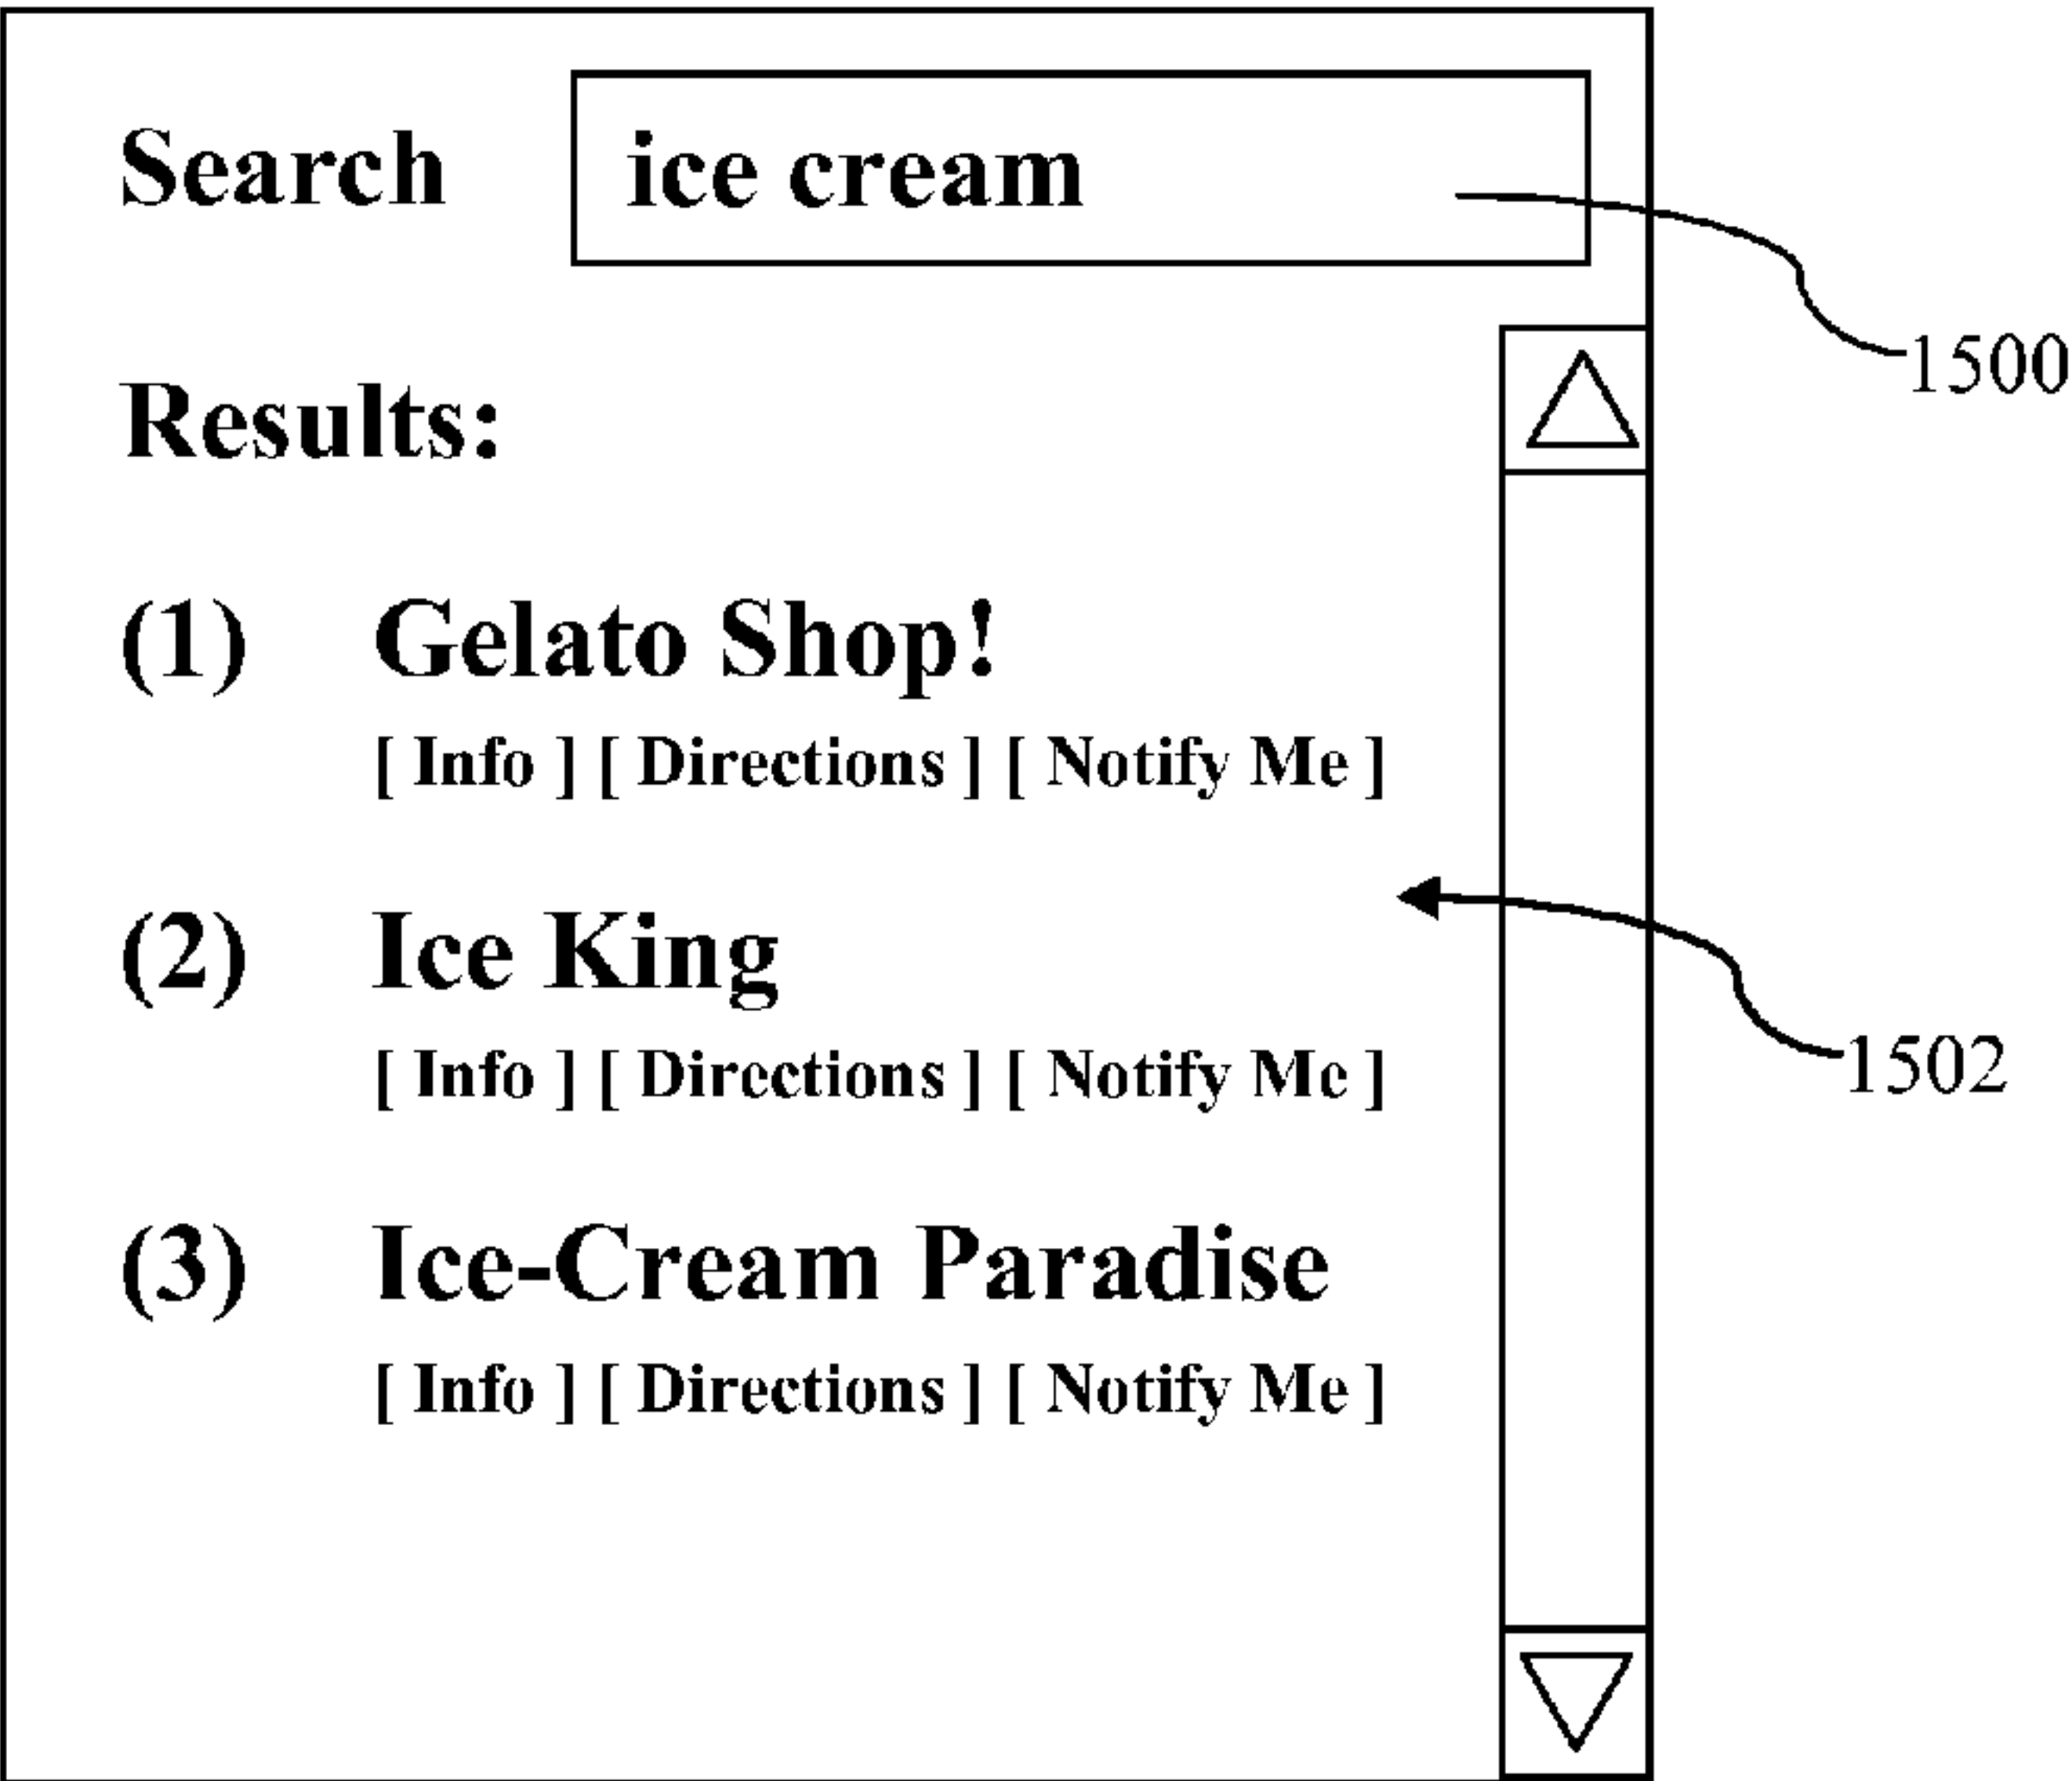 Search ice cream
1500
Results:
(1) Gelato Shop!
[ Info ] [ Directions ] [ Notify Me ]
(2) Ice King
[ Info ] [ Directions ] [ Notify Me ]
1502
(3) Ice-Cream Paradise
[ Info ] [ Directions ] [ Notify Me ]